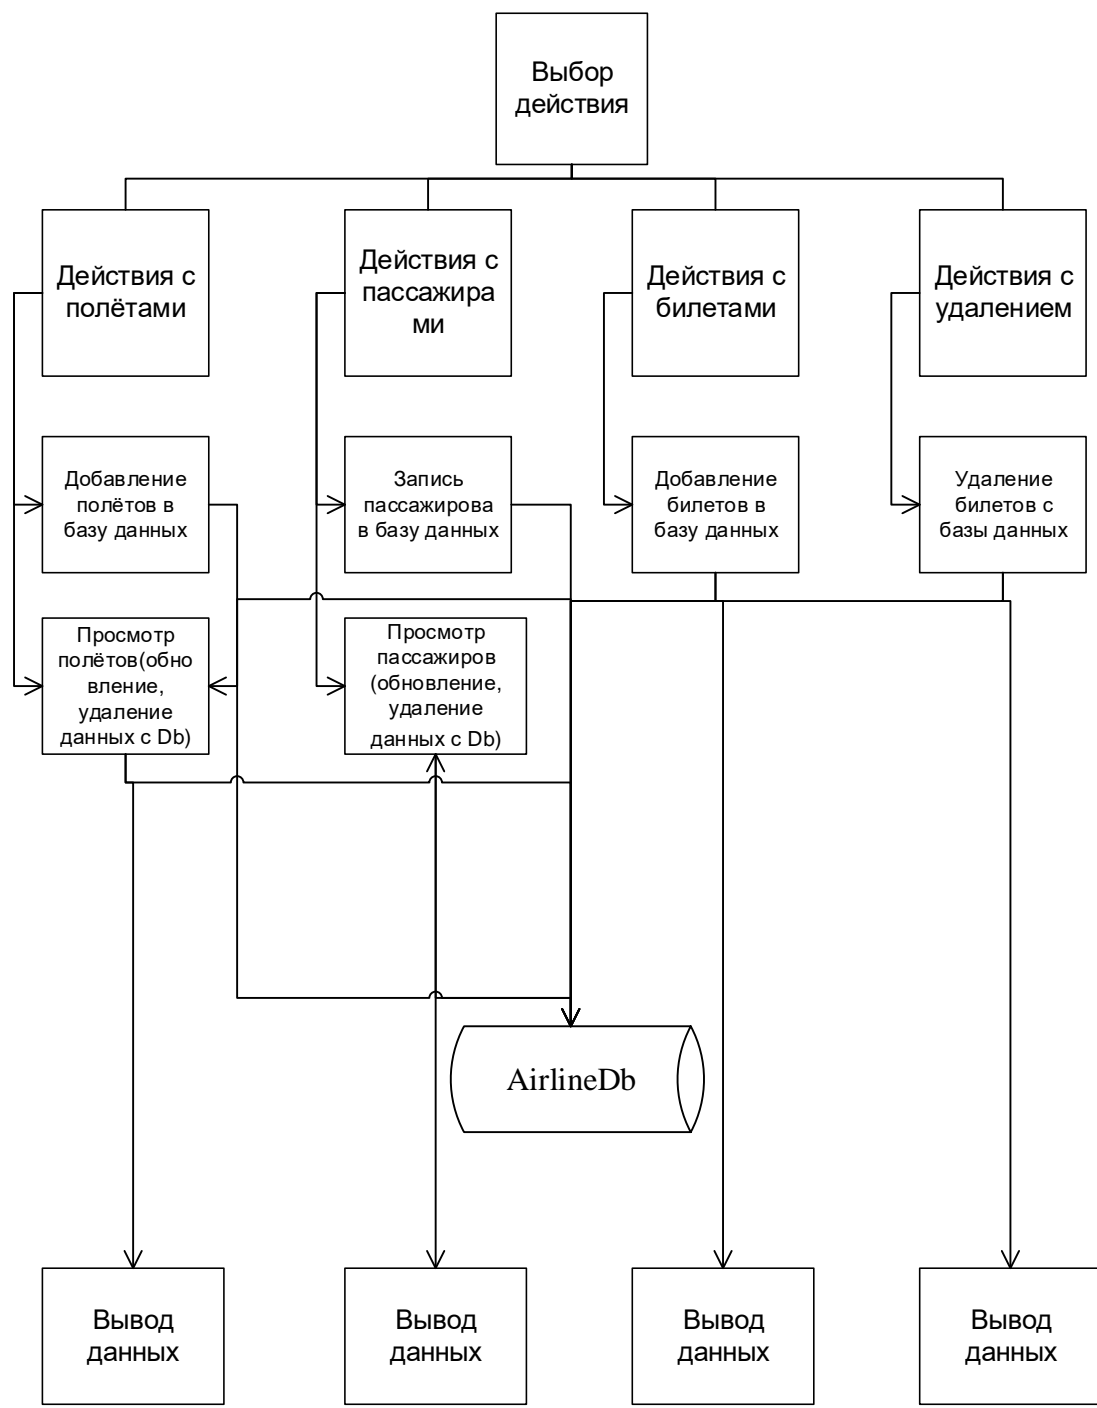 Выбор
действия
Действия с
полётами
Действия с
пассажира
ми
Действия с
билетами
Действия с
удалением
Добавление
полётов в
базу данных
Запись
пассажирова
в базу данных
Добавление
билетов в
базу данных
Удаление
билетов с
базы данных
Просмотр
полётов(обно
вление,
удаление
данных с Db)
Просмотр
пассажиров
(обновление,
удаление
данных с Db)
AirlineDb
Вывод
данных
Вывод
данных
Вывод
данных
Вывод
данных